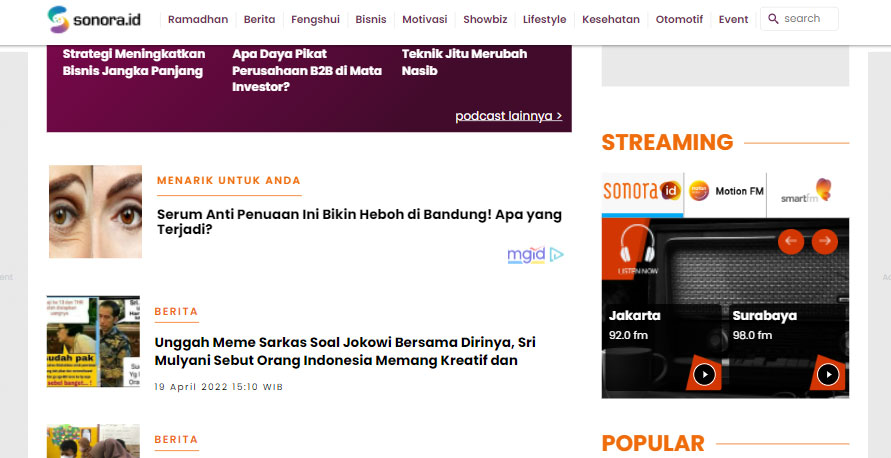 sonora.id
Ramadhan Berita Fengshui Bisnis Motivasi Showbiz Lifestyle Kesehatan Otomotif Event search
Strategi Meningkatkan
Bisnis Jangka Panjang
Apa Daya Pikat
Perusahaan B2B di Mata
Investor?
Teknik Jitu Merubah
Nasib
podcast lainnya >
MENARIK UNTUK ANDA
Serum Anti Penuaan Ini Bikin Heboh di Bandung! Apa yang
Terjadi?
mgid
BERITA
Unggah Meme Sarkas Soal Jokowi Bersama Dirinya, Sri
Mulyani Sebut Orang Indonesia Memang Kreatif dan
19 April 2022 15:10 WIB
sudah pak
BERITA
STREAMING
sonora id
Motion FM
smartfm
LISTEN NOW
Jakarta
92.0 fm
Surabaya
98.0 fm
POPULAR